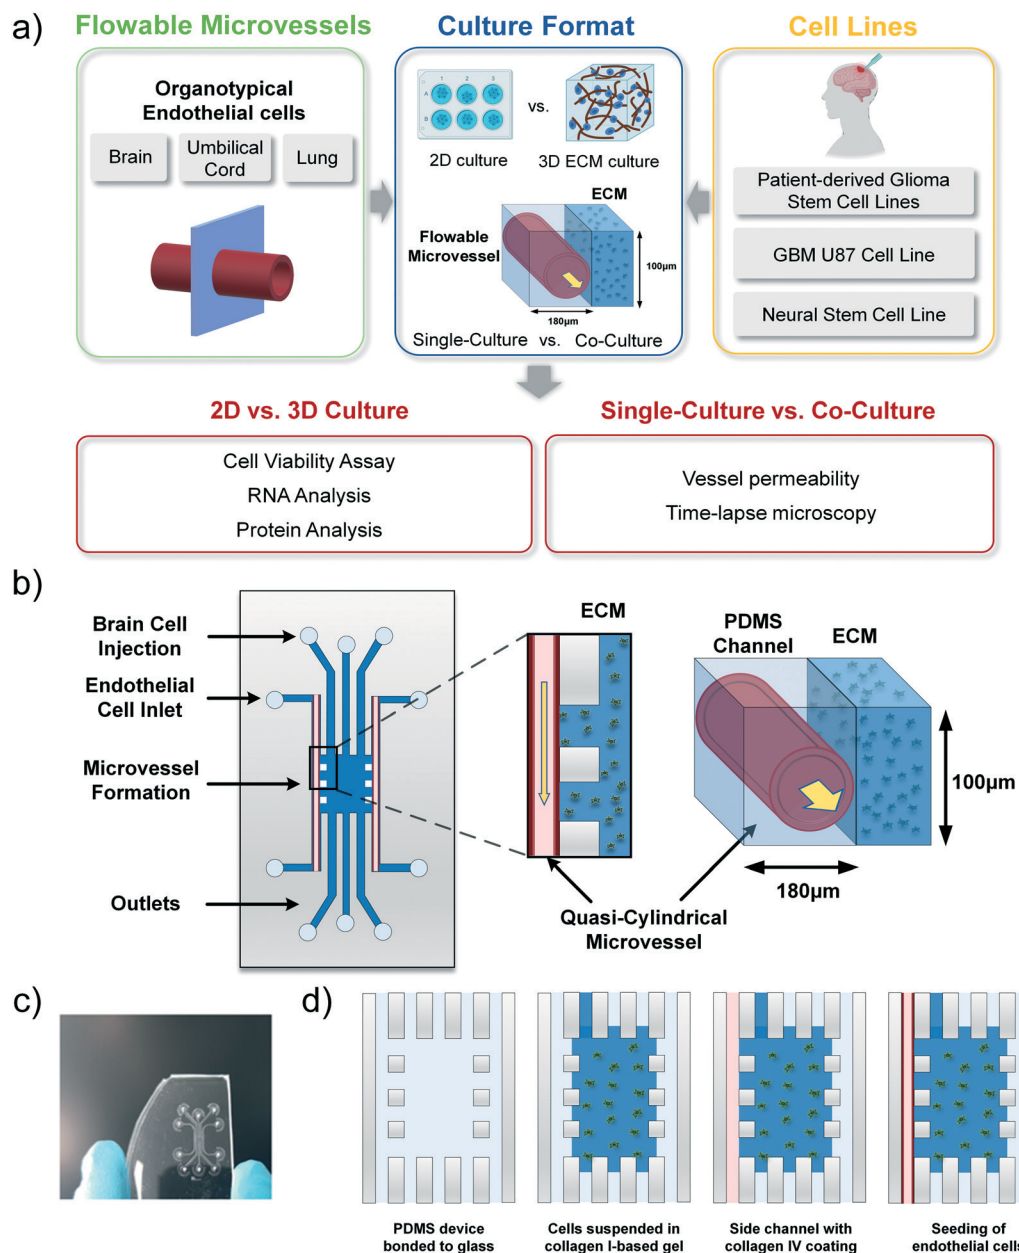 a)
Flowable Microvessels
Culture Format
Cell Lines
Organotypical
Endothelial cells
Brain
Umbilical
Cord
Lung
1 2 3
A
B
vs.
2D culture
3D ECM culture
ECM
Flowable
Microvessel
100µm
180µm
Single-Culture vs. Co-Culture
Patient-derived Glioma
Stem Cell Lines
GBM U87 Cell Line
Neural Stem Cell Line
2D vs. 3D Culture
Cell Viability Assay
RNA Analysis
Protein Analysis
Single-Culture vs. Co-Culture
Vessel permeability
Time-lapse microscopy
b)
Brain Cell
Injection
Endothelial
Cell Inlet
Microvessel
Formation
Outlets
ECM
PDMS
Channel
ECM
100µm
180µm
Quasi-Cylindrical
Microvessel
c)
d)
PDMS device
bonded to glass
Cells suspended in
collagen I-based gel
Side channel with
collagen IV coating
Seeding of
endothelial cells